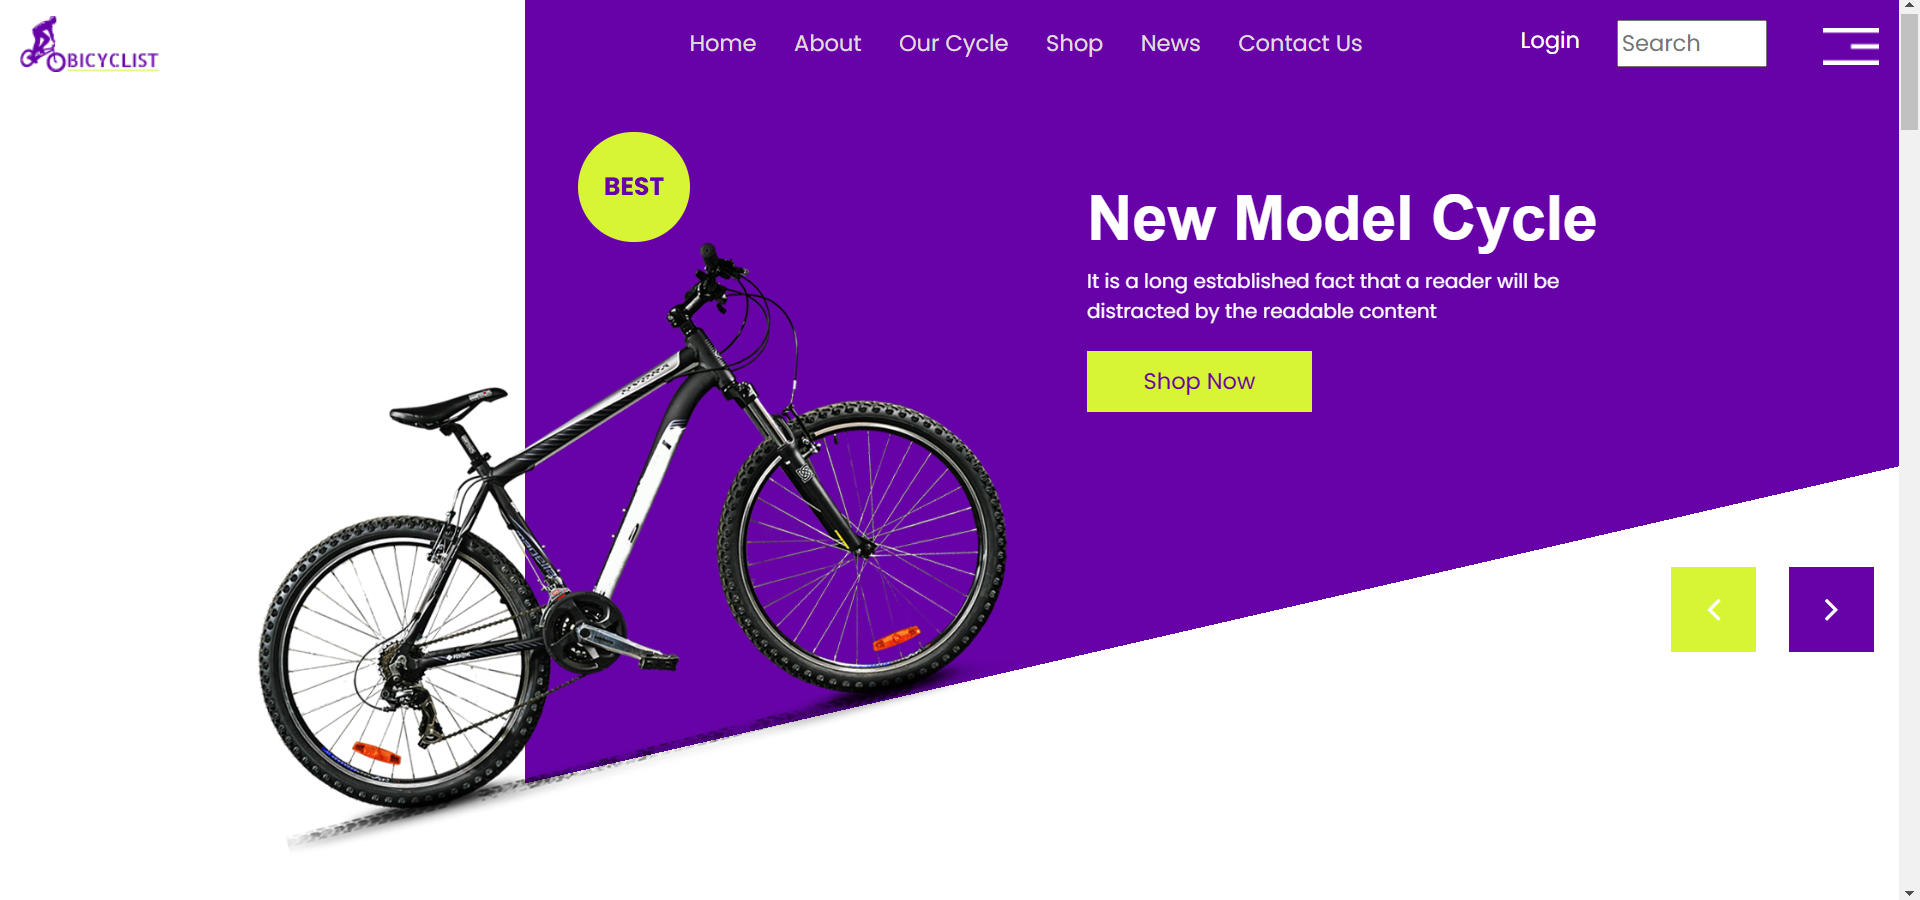 BICYCLIST
Home About Our Cycle Shop News Contact Us Login Search
BEST
New Model Cycle
It is a long established fact that a reader will be
distracted by the readable content
Shop Now